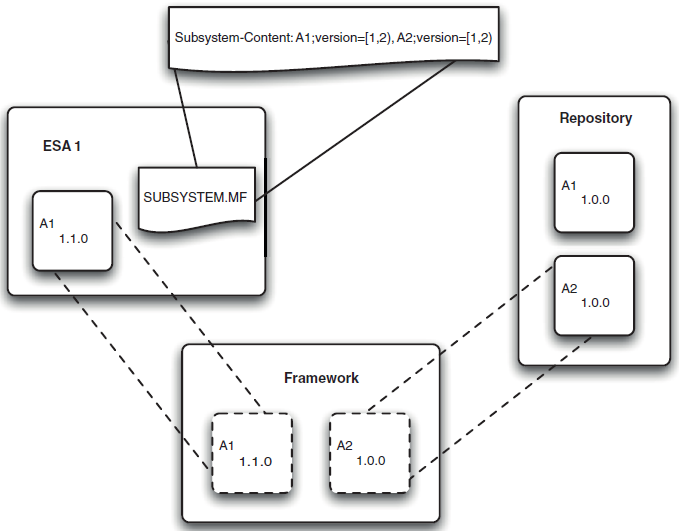 Subsystem-Content: A1;version=[1,2), A2;version=[1,2)
ESA 1
SUBSYSTEM.MF
A1
1.1.0
Repository
A1
1.0.0
A2
1.0.0
Framework
A1
1.1.0
A2
1.0.0